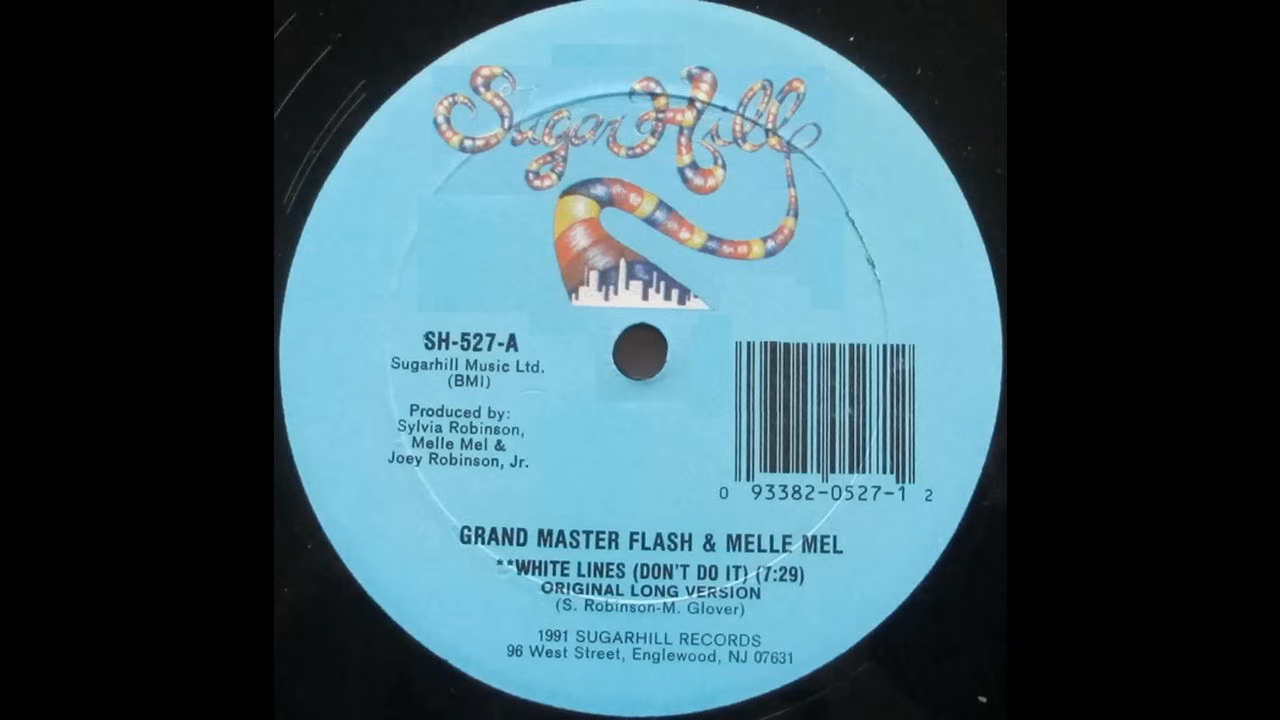 Sugar Hill
SH-527-A
Sugarhill Music Ltd.
(BMI)
Produced by:
Sylvia Robinson,
Melle Mel &
Joey Robinson, Jr.
0 93382-0527-1 2
GRAND MASTER FLASH & MELLE MEL
**WHITE LINES (DON'T DO IT) (7:29)
ORIGINAL LONG VERSION
(S. Robinson-M. Glover)
1991 SUGARHILL RECORDS
96 West Street, Englewood, NJ 07631